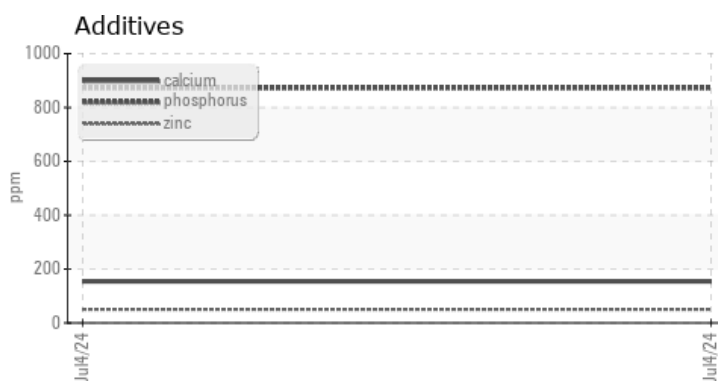 Additives
1000
800
600
400
200
0
ppm
calcium
phosphorus
zinc
Jul4/24
Jul4/24